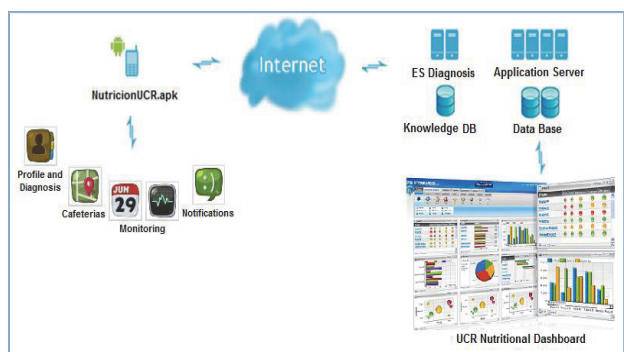 Internet
ES Diagnosis
Application Server
NutricionUCR.apk
Knowledge DB
Data Base
Profile and
Diagnosis
JUN
29
Cafeterias
Monitoring
Notifications
UCR Nutritional Dashboard